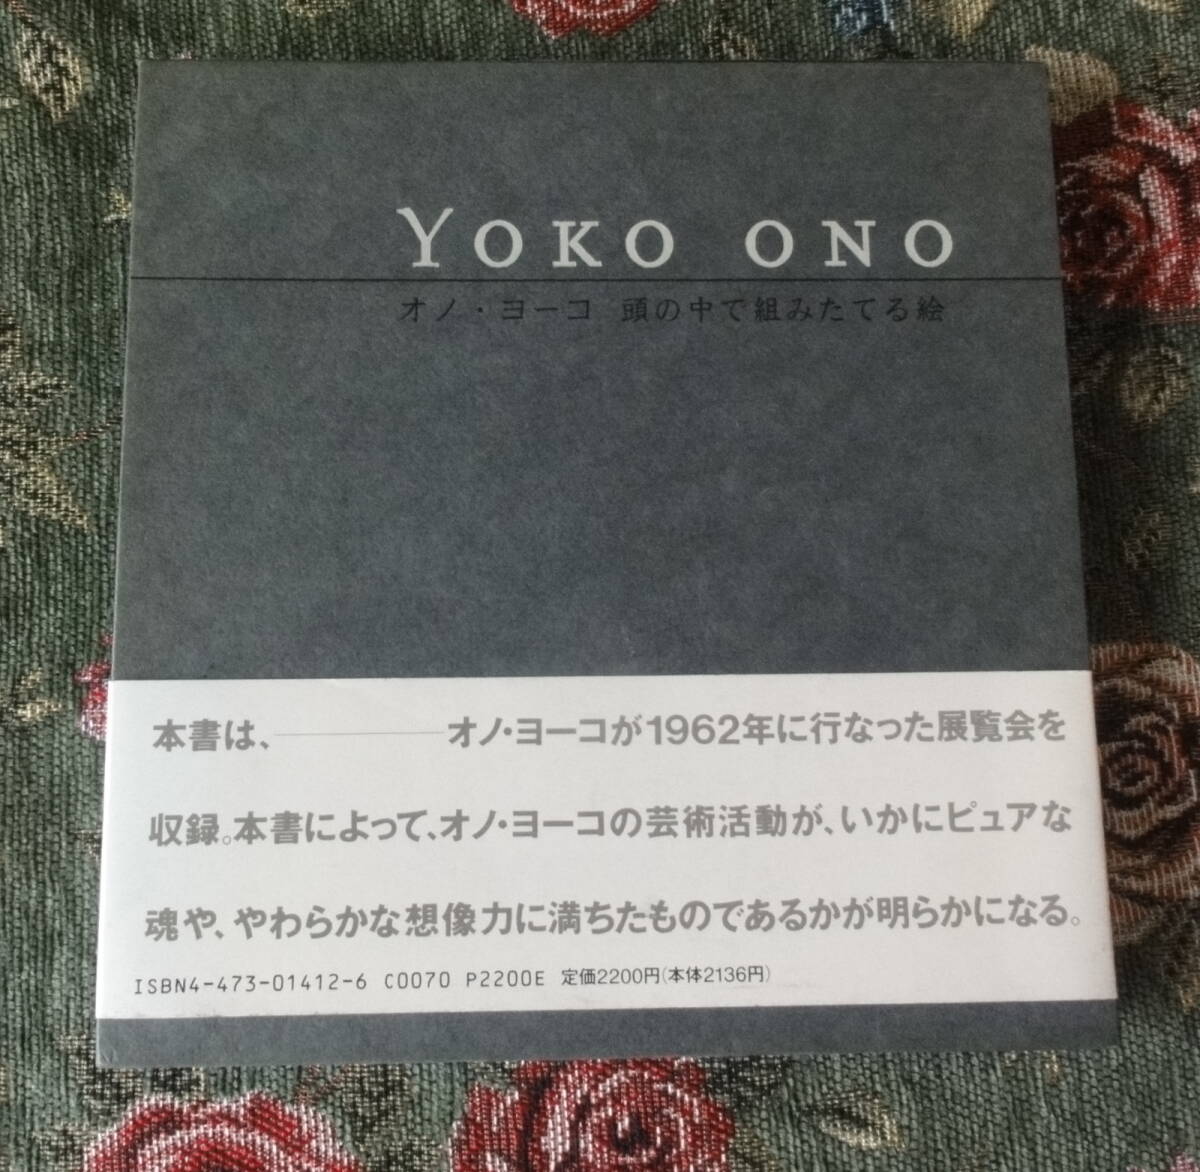 YOKO ONO
オノ・ヨーコ 頭の中で組みたてる絵
本書は、————オノ・ヨーコが1962年に行なった展覧会を
収録。本書によって、オノ・ヨーコの芸術活動が、いかにピュアな
魂や、やわらかな想像力に満ちたものであるかが明らかになる。
ISBN4-473-01412-6 C0070 P2200E 定価2200円(本体2136円)